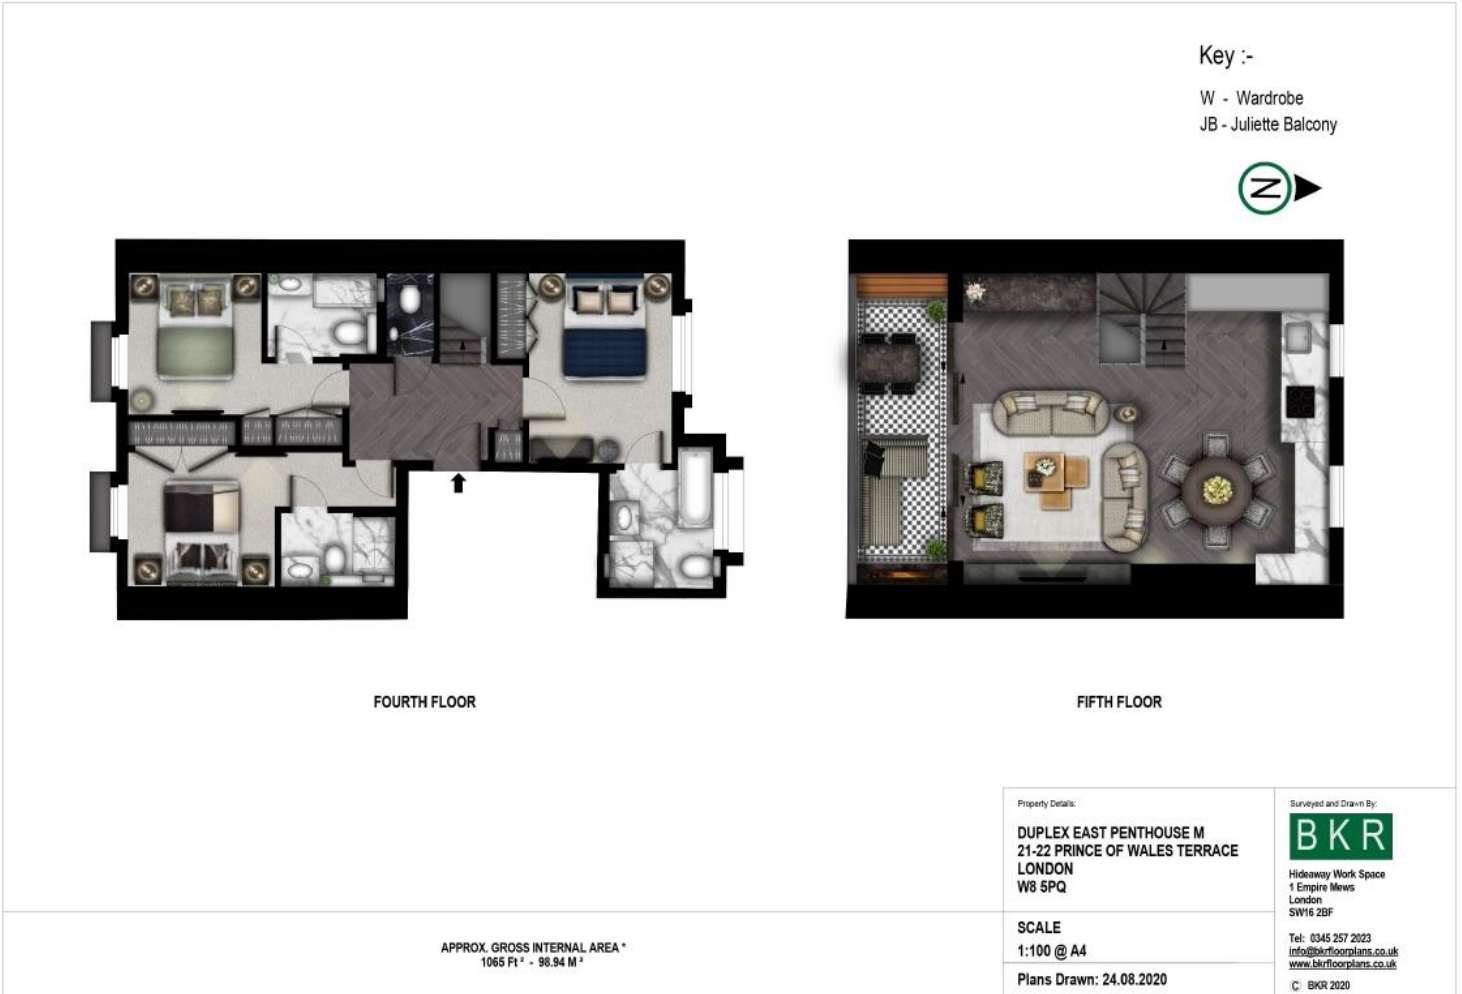 Key :-
W - Wardrobe
JB - Juliette Balcony
N
FOURTH FLOOR
FIFTH FLOOR
Property Details:
DUPLEX EAST PENTHOUSE M
21-22 PRINCE OF WALES TERRACE
LONDON
W8 5PQ
SCALE
1:100 @ A4
Plans Drawn: 24.08.2020
Surveyed and Drawn By:
BKR
Hideaway Work Space
1 Empire Mews
London
SW16 2BF
Tel: 0345 257 2023
info@bkrfloorplans.co.uk
www.bkrfloorplans.co.uk
© BKR 2020
APPROX. GROSS INTERNAL AREA *
1065 Ft ² - 98.94 M ²